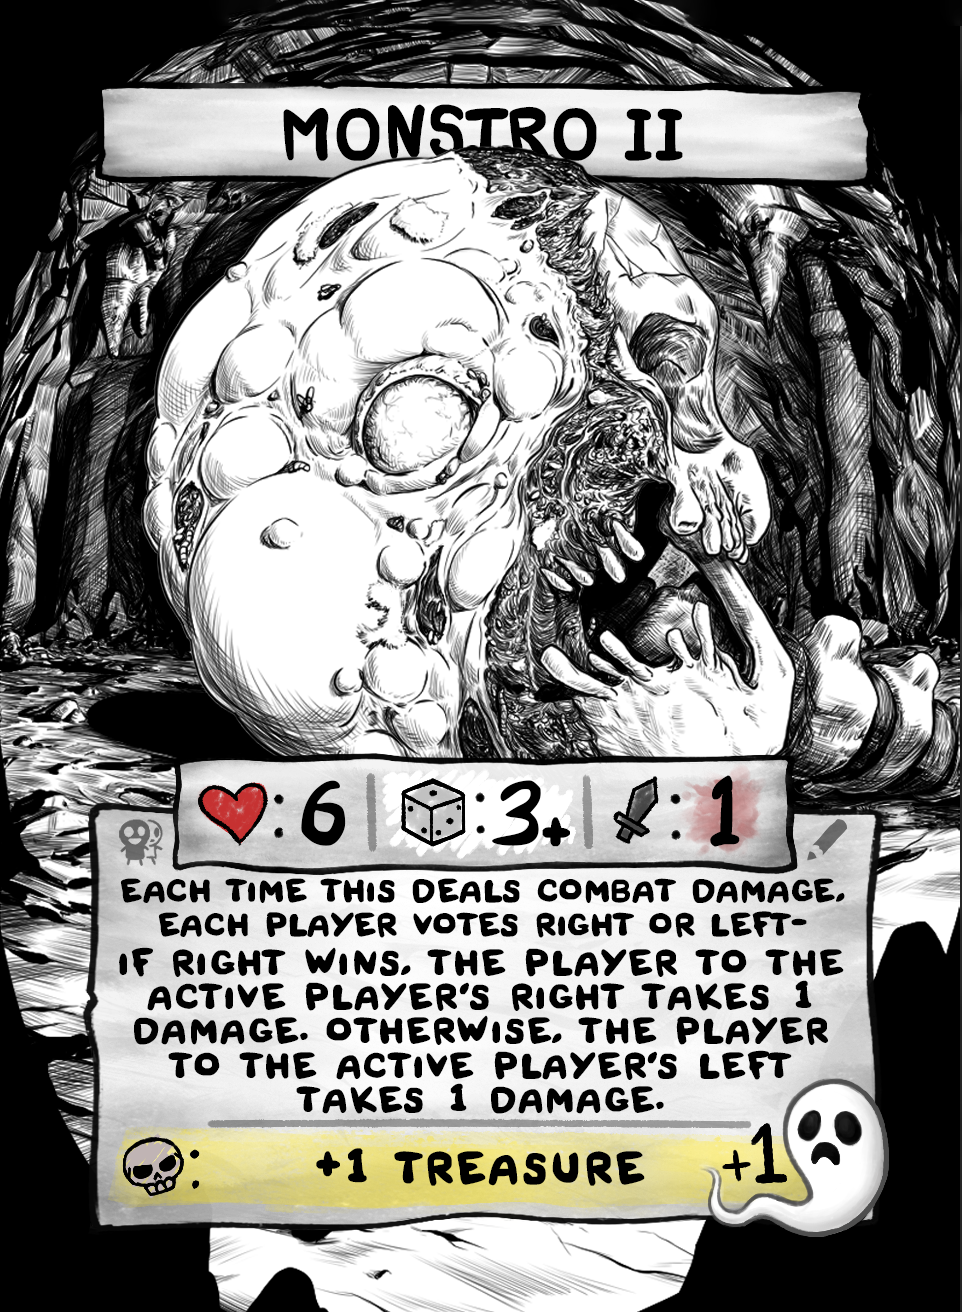 MONSTRO II
:6 :3+ :1
EACH TIME THIS DEALS COMBAT DAMAGE,
EACH PLAYER VOTES RIGHT OR LEFT-
IF RIGHT WINS, THE PLAYER TO THE
ACTIVE PLAYER'S RIGHT TAKES 1
DAMAGE. OTHERWISE, THE PLAYER
TO THE ACTIVE PLAYER'S LEFT
TAKES 1 DAMAGE.
: +1 TREASURE +1